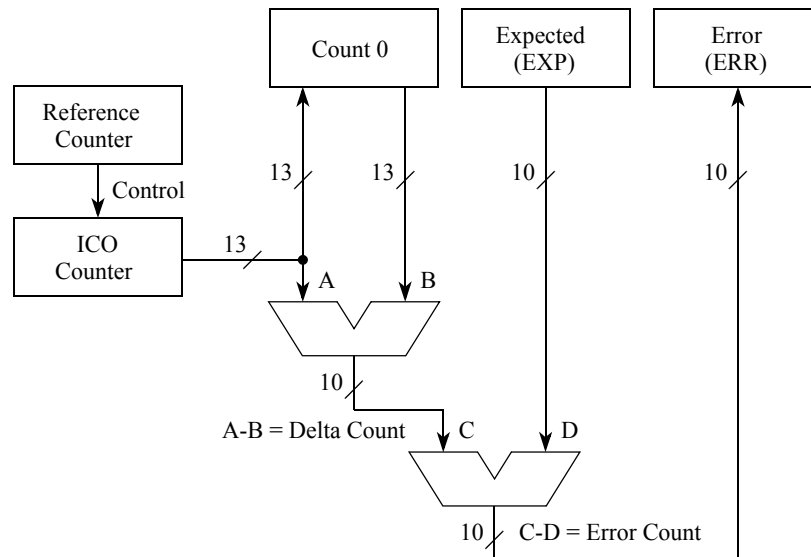 Count 0
Expected
(EXP)
Error
(ERR)
Reference
Counter
Control
13
13
10
10
ICO
Counter
13
A
B
10
A-B = Delta Count
C
D
10
C-D = Error Count